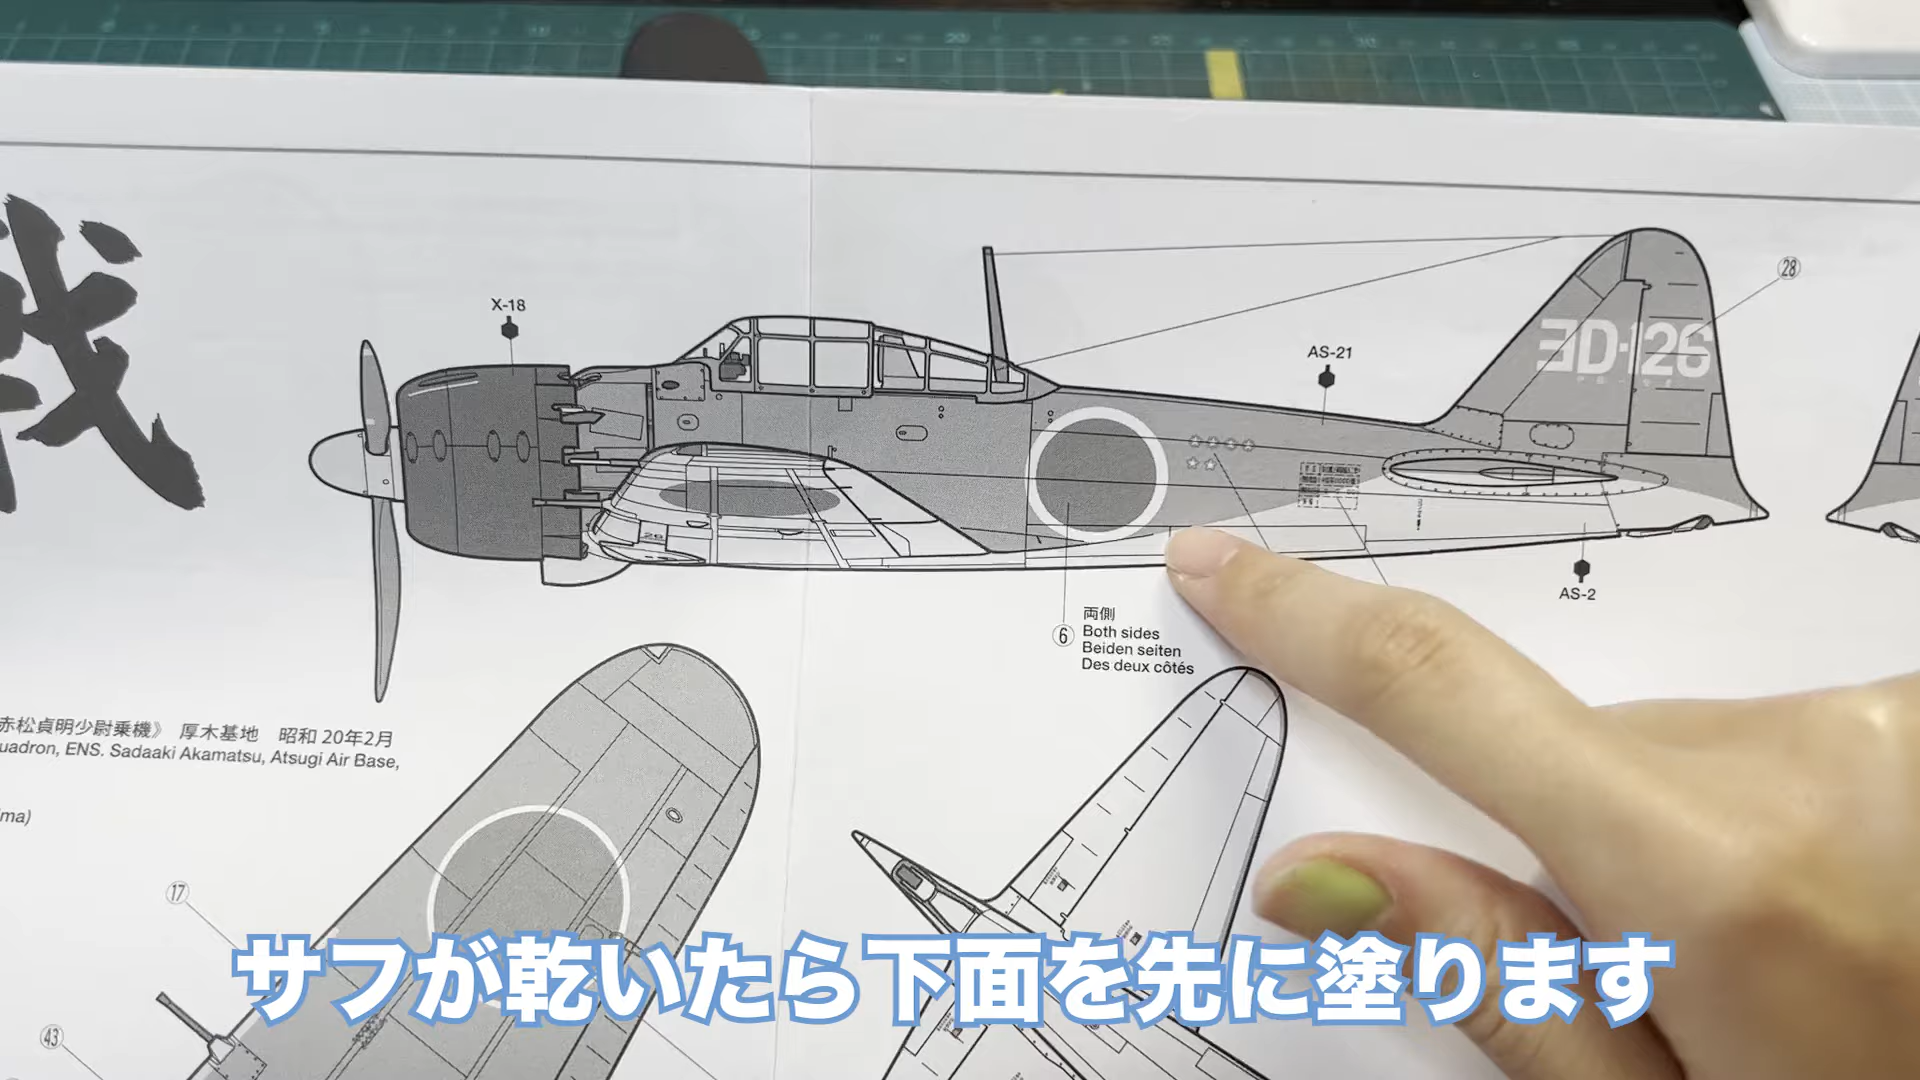 戦
X-18
28
ヨD-126
AS-21
AS-2
6
両側
Both sides
Beiden seiten
Des deux côtés
赤松貞明少尉乗機》 厚木基地 昭和 20年2月
uadron, ENS. Sadaaki Akamatsu, Atsugi Air Base,
ma)
17
43
サフが乾いたら下面を先に塗ります